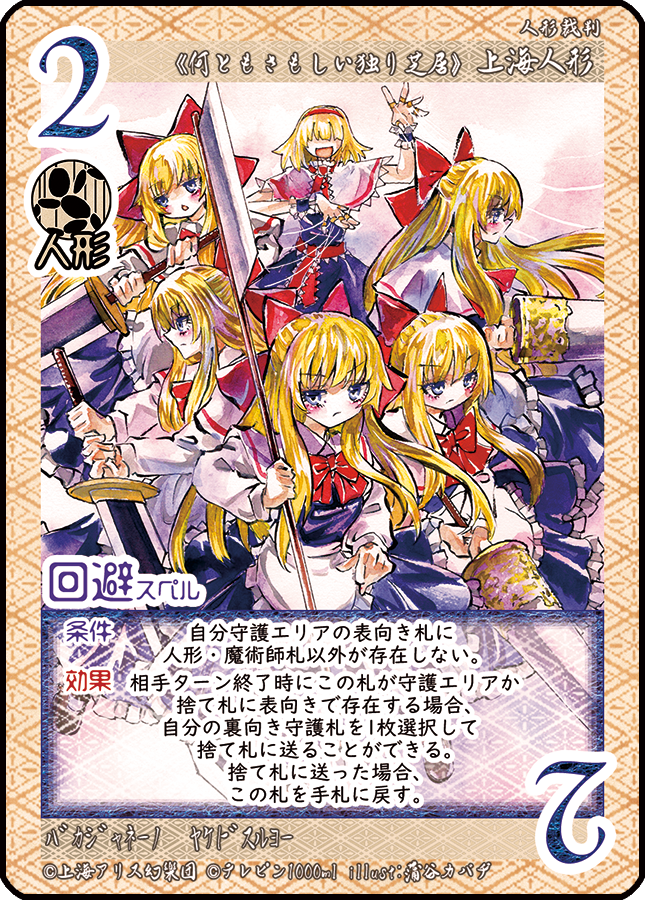 人形裁判
《何ともさもしい独り芝居》 上海人形
2
人形
回避スペル
条件 自分守護エリアの表向き札に
人形・魔術師札以外が存在しない。
効果 相手ターン終了時にこの札が守護エリアか
捨て札に表向きで存在する場合、
自分の裏向き守護札を1枚選択して
捨て札に送ることができる。
捨て札に送った場合、
この札を手札に戻す。
2
バカジャネーノ ヤケドスルヨー
©上海アリス幻樂団 ©テレピン1000ml illust:蒲谷カバヂ